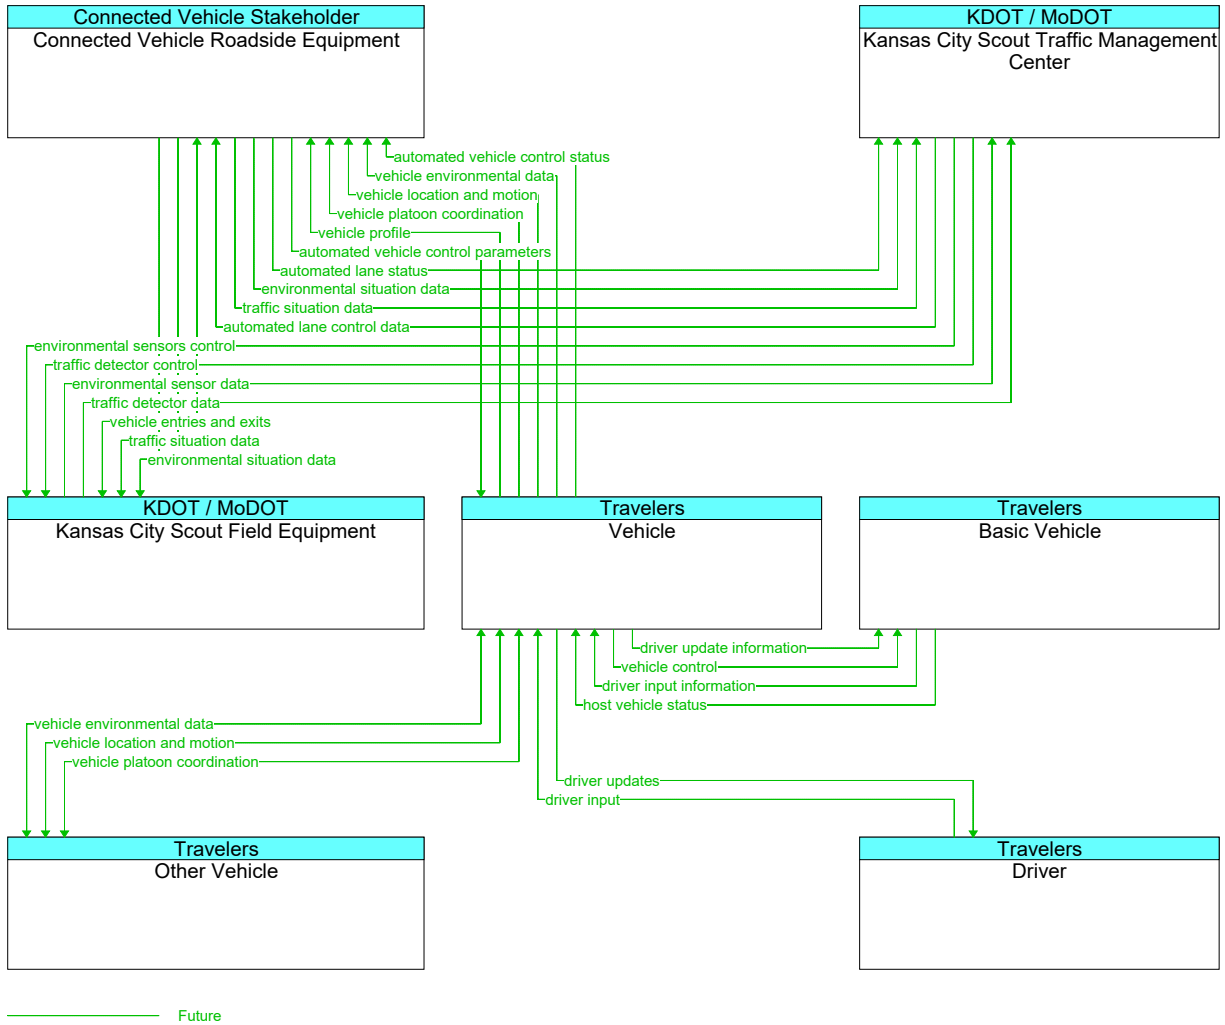 Connected Vehicle Stakeholder
Connected Vehicle Roadside Equipment
KDOT / MoDOT
Kansas City Scout Traffic Management
Center
automated vehicle control status
vehicle environmental data
vehicle location and motion
vehicle platoon coordination
vehicle profile
automated vehicle control parameters
automated lane status
environmental situation data
traffic situation data
automated lane control data
environmental sensors control
traffic detector control
environmental sensor data
traffic detector data
vehicle entries and exits
traffic situation data
environmental situation data
KDOT / MoDOT
Kansas City Scout Field Equipment
Travelers
Vehicle
Travelers
Basic Vehicle
driver update information
vehicle control
driver input information
host vehicle status
vehicle environmental data
vehicle location and motion
vehicle platoon coordination
driver updates
driver input
Travelers
Other Vehicle
Travelers
Driver
Future